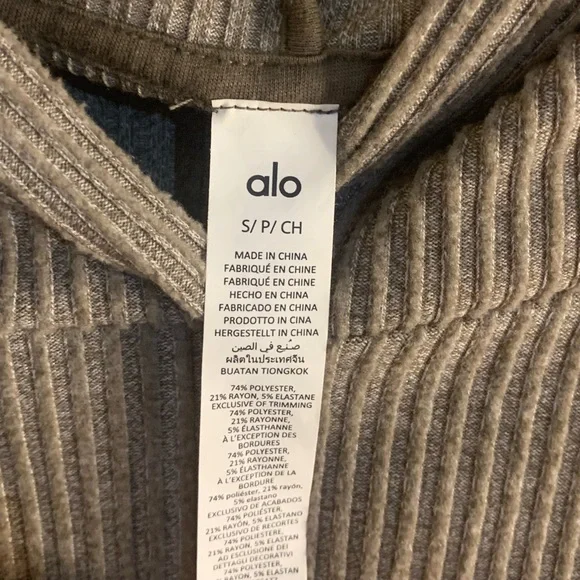 alo
S/ P/ CH
MADE IN CHINA
FABRIQUÉ EN CHINE
FABRIQUÉ EN CHINE
HECHO EN CHINA
FABRICADO EN CHINA
PRODOTTO IN CINA
HERGESTELLT IN CHINA
صُنع في الصين
ผลิตในประเทศจีน
BUATAN TIONGKOK
74% POLYESTER,
21% RAYON, 5% ELASTANE
EXCLUSIVE OF TRIMMING
74% POLYESTER,
21% RAYONNE,
5% ÉLASTHANNE
À L'EXCEPTION DES
BORDURES
74% POLYESTER,
21% RAYONNE,
5% ÉLASTHANNE
À L'EXCEPTION DE LA
BORDURE
74% poliéster, 21% rayón,
5% elastano
EXCLUSIVO DE ACABADOS
74% POLIÉSTER,
21% RAYON, 5% ELASTANO
EXCLUSIVO DE RECORTES
74% POLIESTERE,
21% RAYON, 5% ELASTAN
AD ESCLUSIONE DEI
DETTAGLI DECORATIVI
74% POLYESTER,